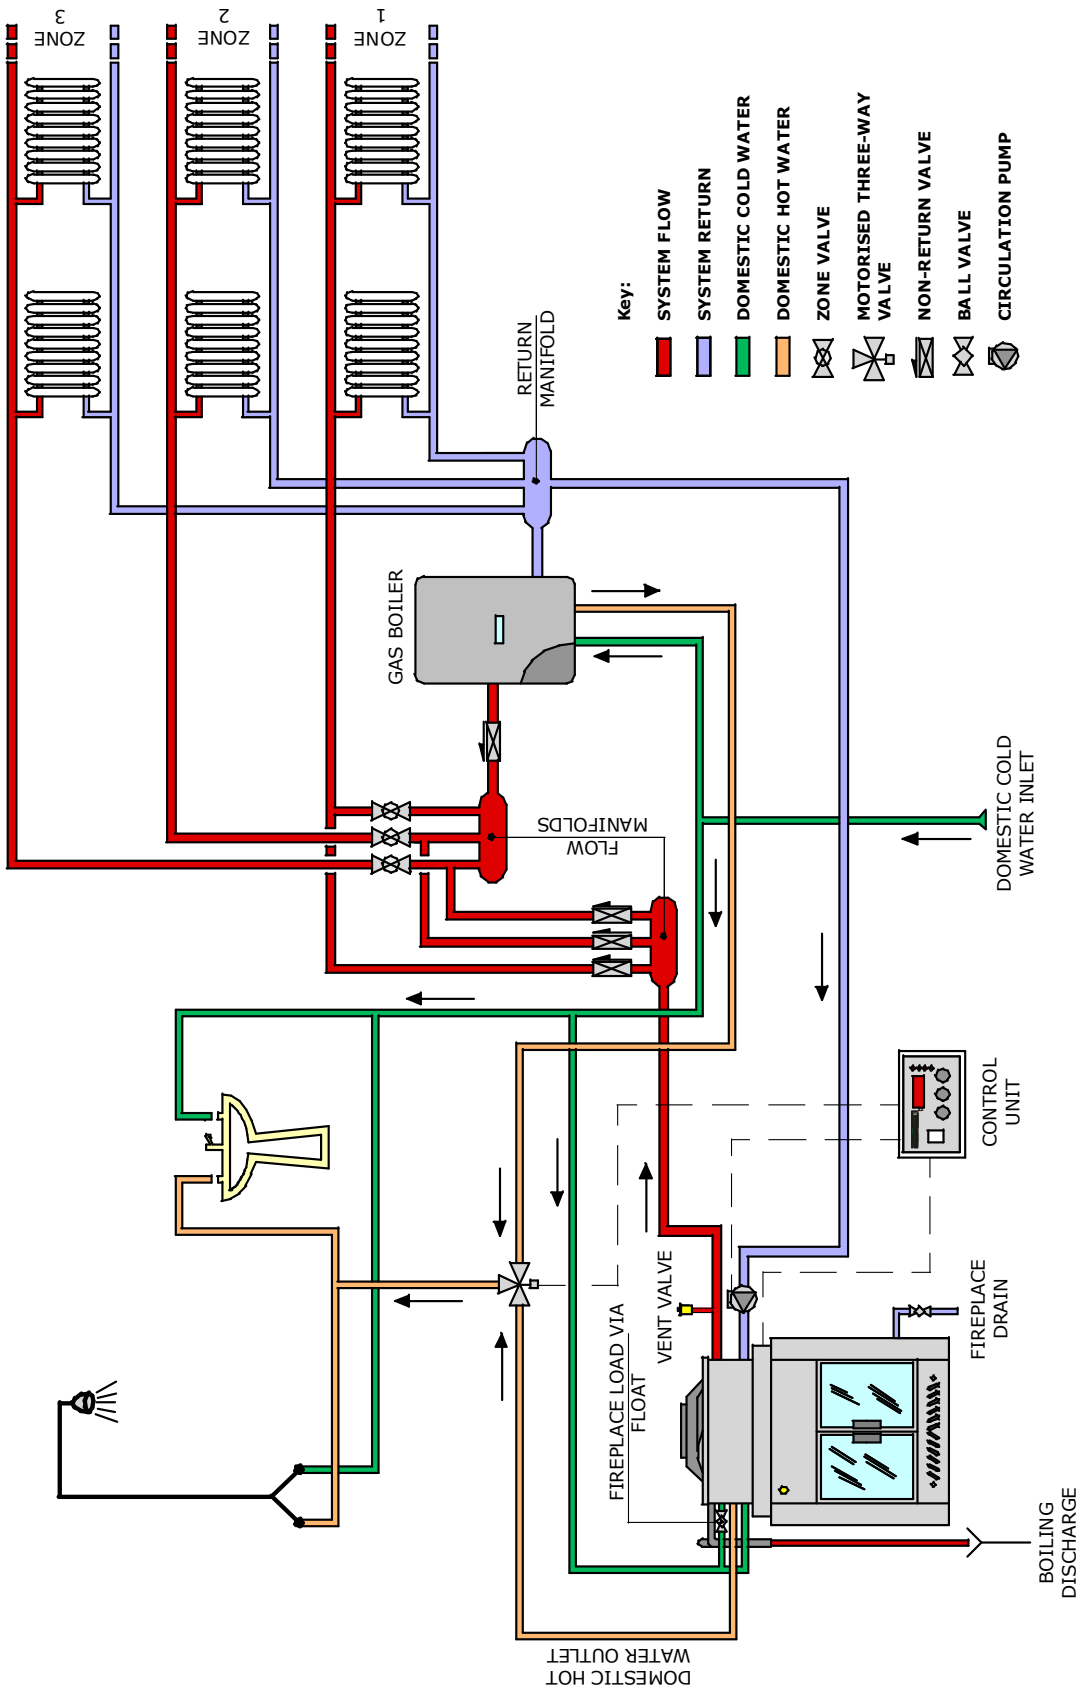 ZONE
3
ZONE
2
ZONE
1
RETURN
MANIFOLD
GAS BOILER
FLOW
MANIFOLDS
Key:
SYSTEM FLOW
SYSTEM RETURN
DOMESTIC COLD WATER
DOMESTIC HOT WATER
ZONE VALVE
MOTORISED THREE-WAY
VALVE
NON-RETURN VALVE
BALL VALVE
CIRCULATION PUMP
DOMESTIC COLD
WATER INLET
CONTROL
UNIT
VENT VALVE
FIREPLACE LOAD VIA
FLOAT
FIREPLACE
DRAIN
BOILING
DISCHARGE
DOMESTIC HOT
WATER OUTLET